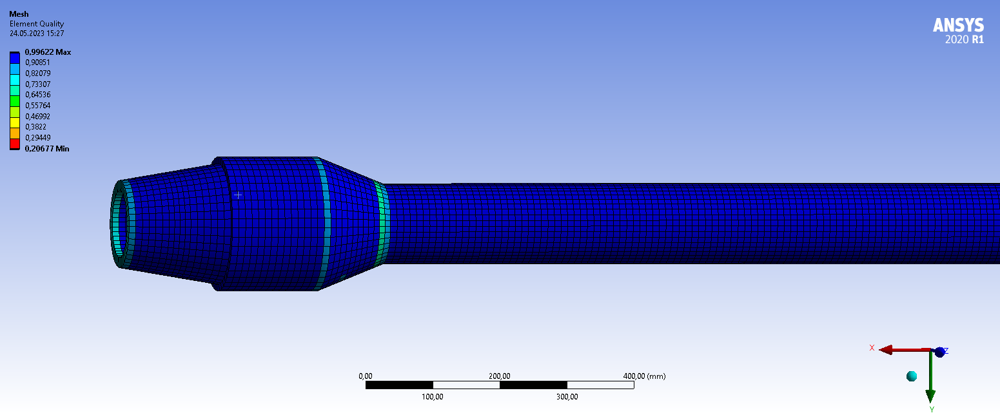 Mesh
Element Quality
24.05.2023 15:27
ANSYS
2020 R1
0,99622 Max
0,90851
0,82079
0,73307
0,64536
0,55764
0,46992
0,3822
0,29449
0,20677 Min
X
Z
Y
0,00
200,00
400,00 (mm)
100,00
300,00